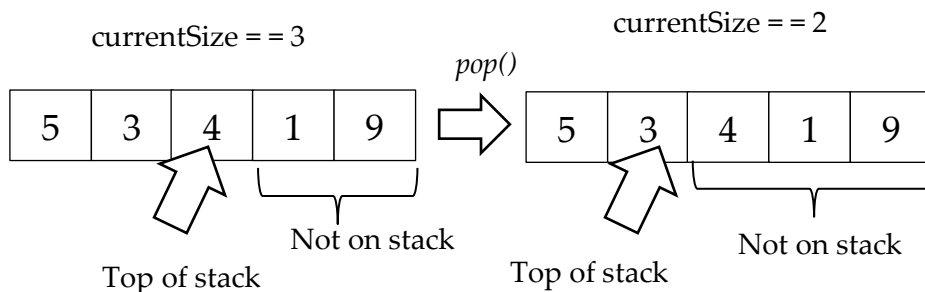 currentSize = = 3
currentSize = = 2
pop()
5 3 4 1 9
5 3 4 1 9
Not on stack
Not on stack
Top of stack
Top of stack